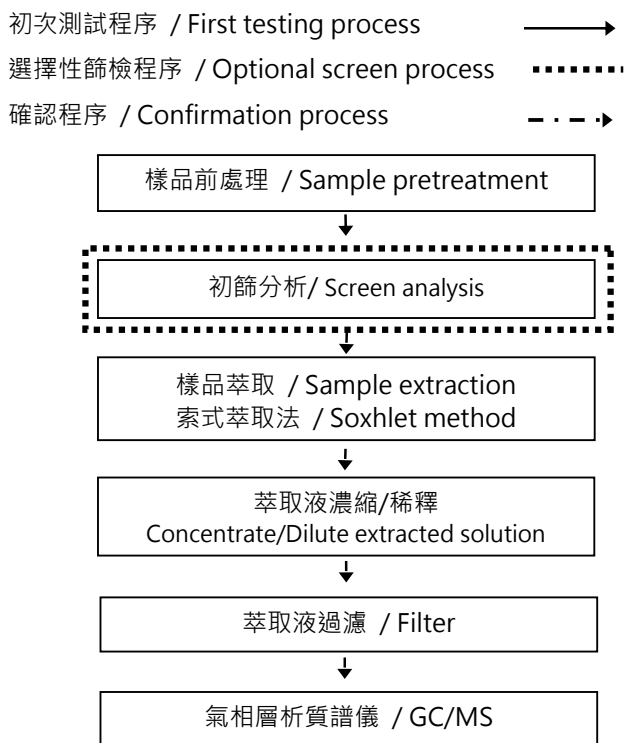 初次測試程序 / First testing process
選擇性篩檢程序 / Optional screen process
確認程序 / Confirmation process
樣品前處理 / Sample pretreatment
初篩分析/ Screen analysis
樣品萃取 / Sample extraction
索式萃取法 / Soxhlet method
萃取液濃縮/稀釋
Concentrate/Dilute extracted solution
萃取液過濾 / Filter
氣相層析質譜儀 / GC/MS